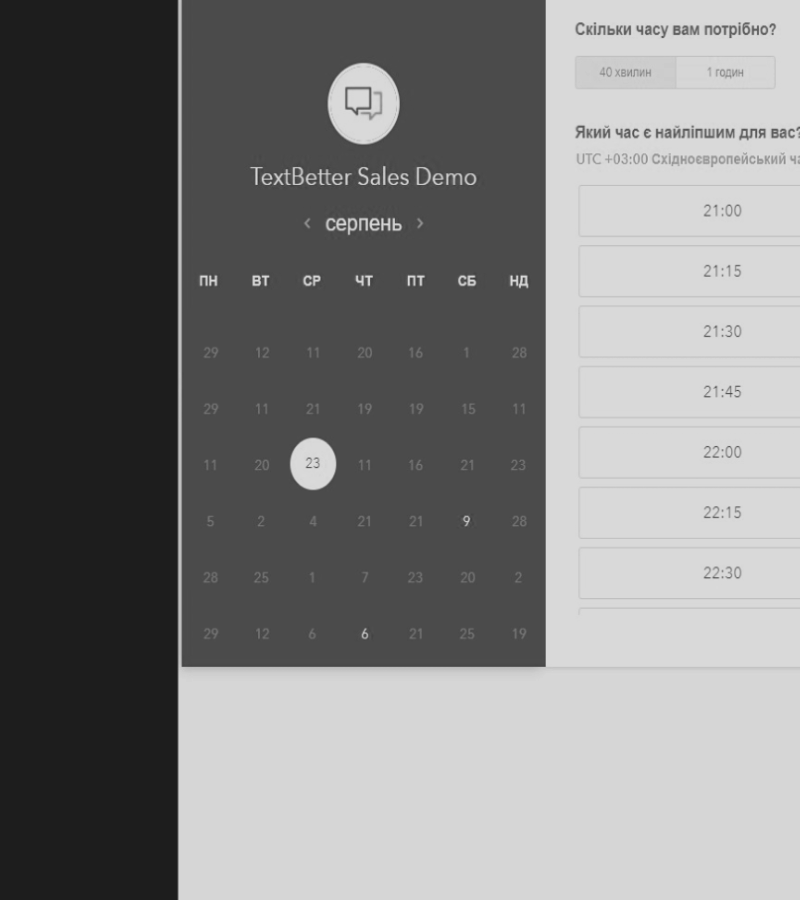 TextBetter Sales Demo
серпень
ПН ВТ СР ЧТ ПТ СБ НД
29 12 11 20 16 1 28
29 11 21 19 19 15 11
11 20 23 11 16 21 23
5 2 4 21 21 9 28
28 25 1 7 23 20 2
29 12 6 6 21 25 19
Скільки часу вам потрібно?
40 хвилин 1 годин
Який час є найліпшим для вас?
UTC +03:00 Східноєвропейський
21:00
21:15
21:30
21:45
22:00
22:15
22:30